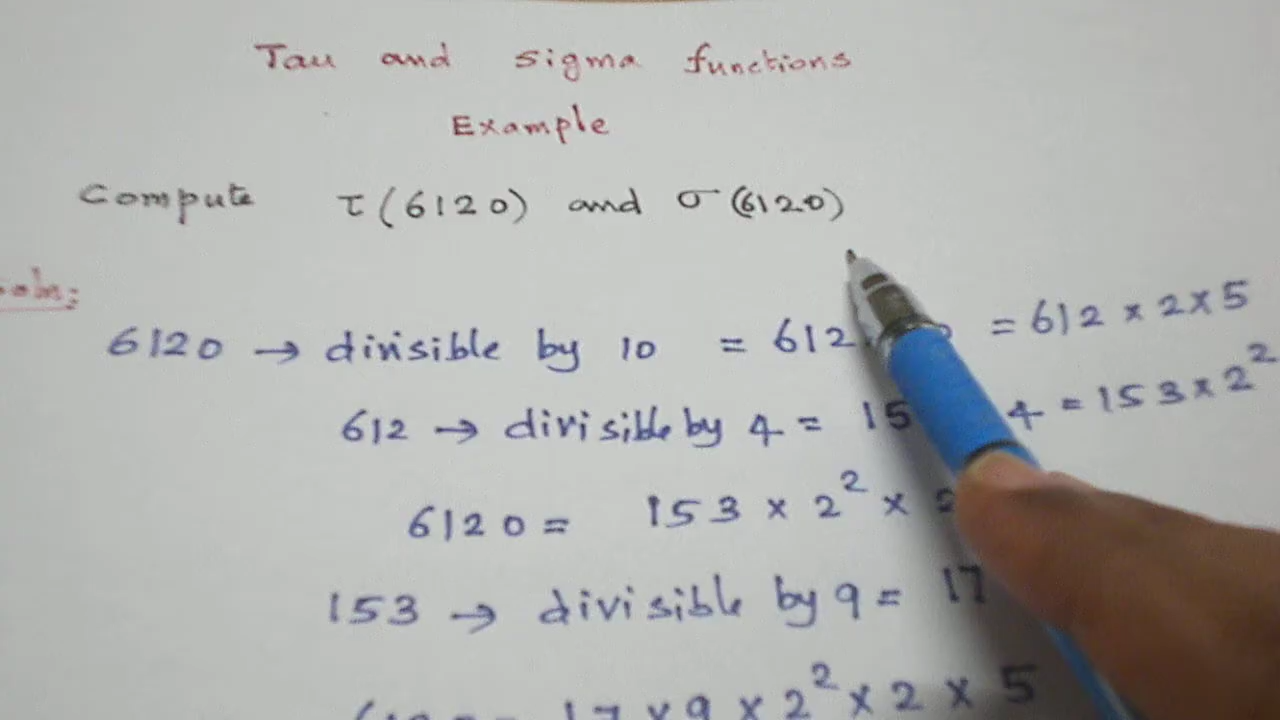 Tau and sigma functions
Example
Compute τ(6120) and σ(6120)
soln:
6120 → divisible by 10 = 612 = 612 × 2 × 5
612 → divisible by 4 = 15 4 = 153 × 2²
6120 = 153 × 2² × 2
153 → divisible by 9 = 17
17 × 9 × 2² × 2 × 5